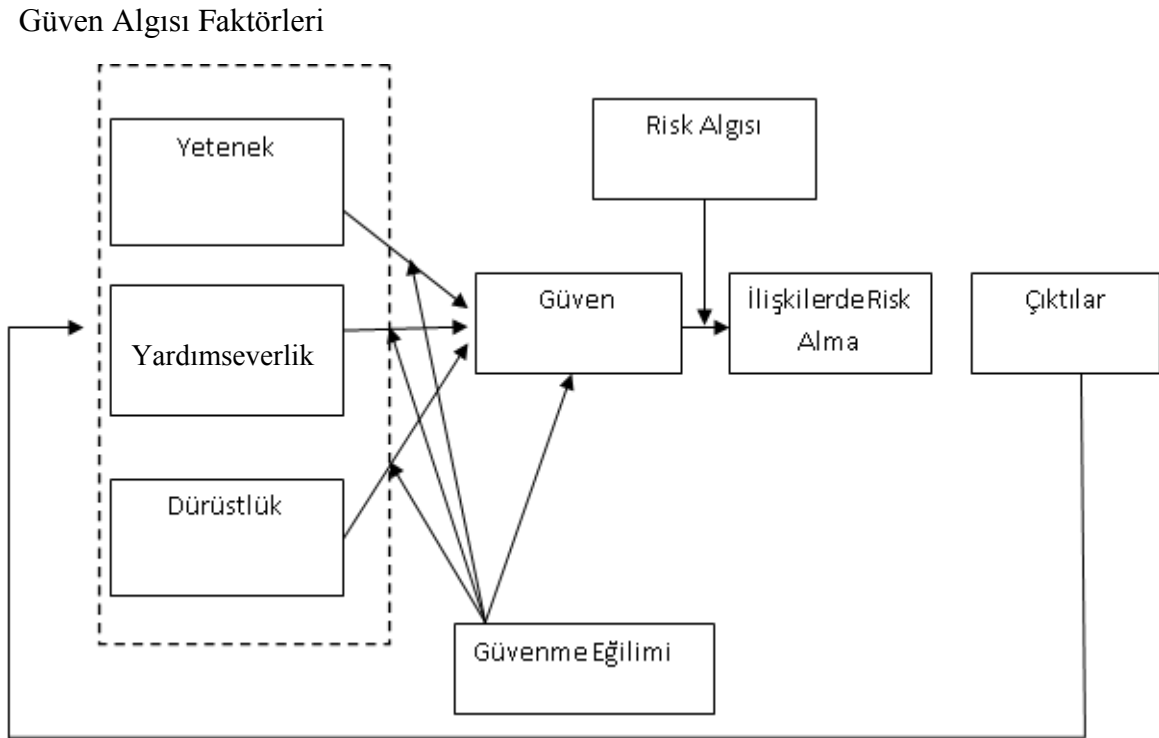 Güven Algısı Faktörleri
Yetenek
Yardımseverlik
Dürüstlük
Risk Algısı
Güven
İlişkilerde Risk
Alma
Çıktılar
Güvenme Eğilimi